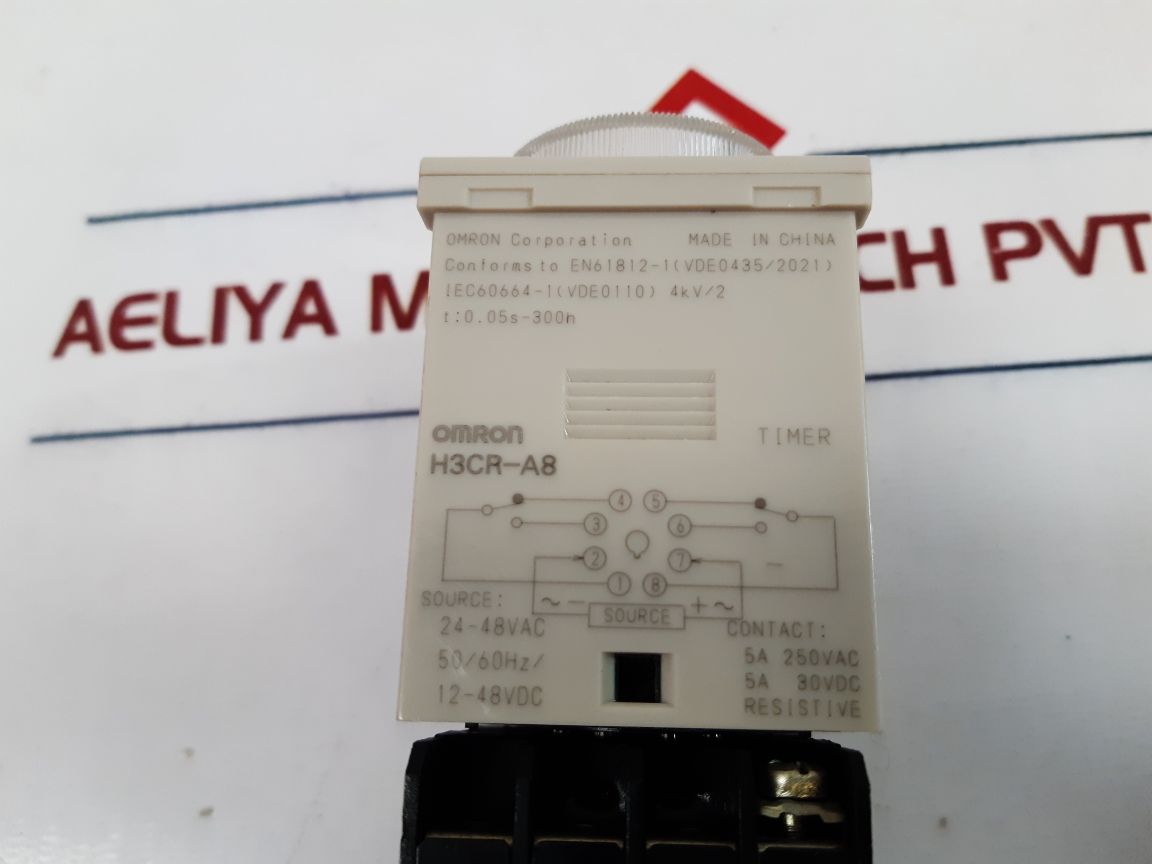 AELIYA M CH PVT
OMRON Corporation MADE IN CHINA
Conforms to EN61812-1(VDE0435/2021)
IEC60664-1(VDE0110) 4kV/2
t:0.05s-300h
OMRON TIMER
H3CR-A8
4 5
3 6
2 7
1 8
SOURCE: ~ - SOURCE + ~ CONTACT:
24-48VAC
50/60Hz/ 5A 250VAC
12-48VDC 5A 30VDC
RESISTIVE